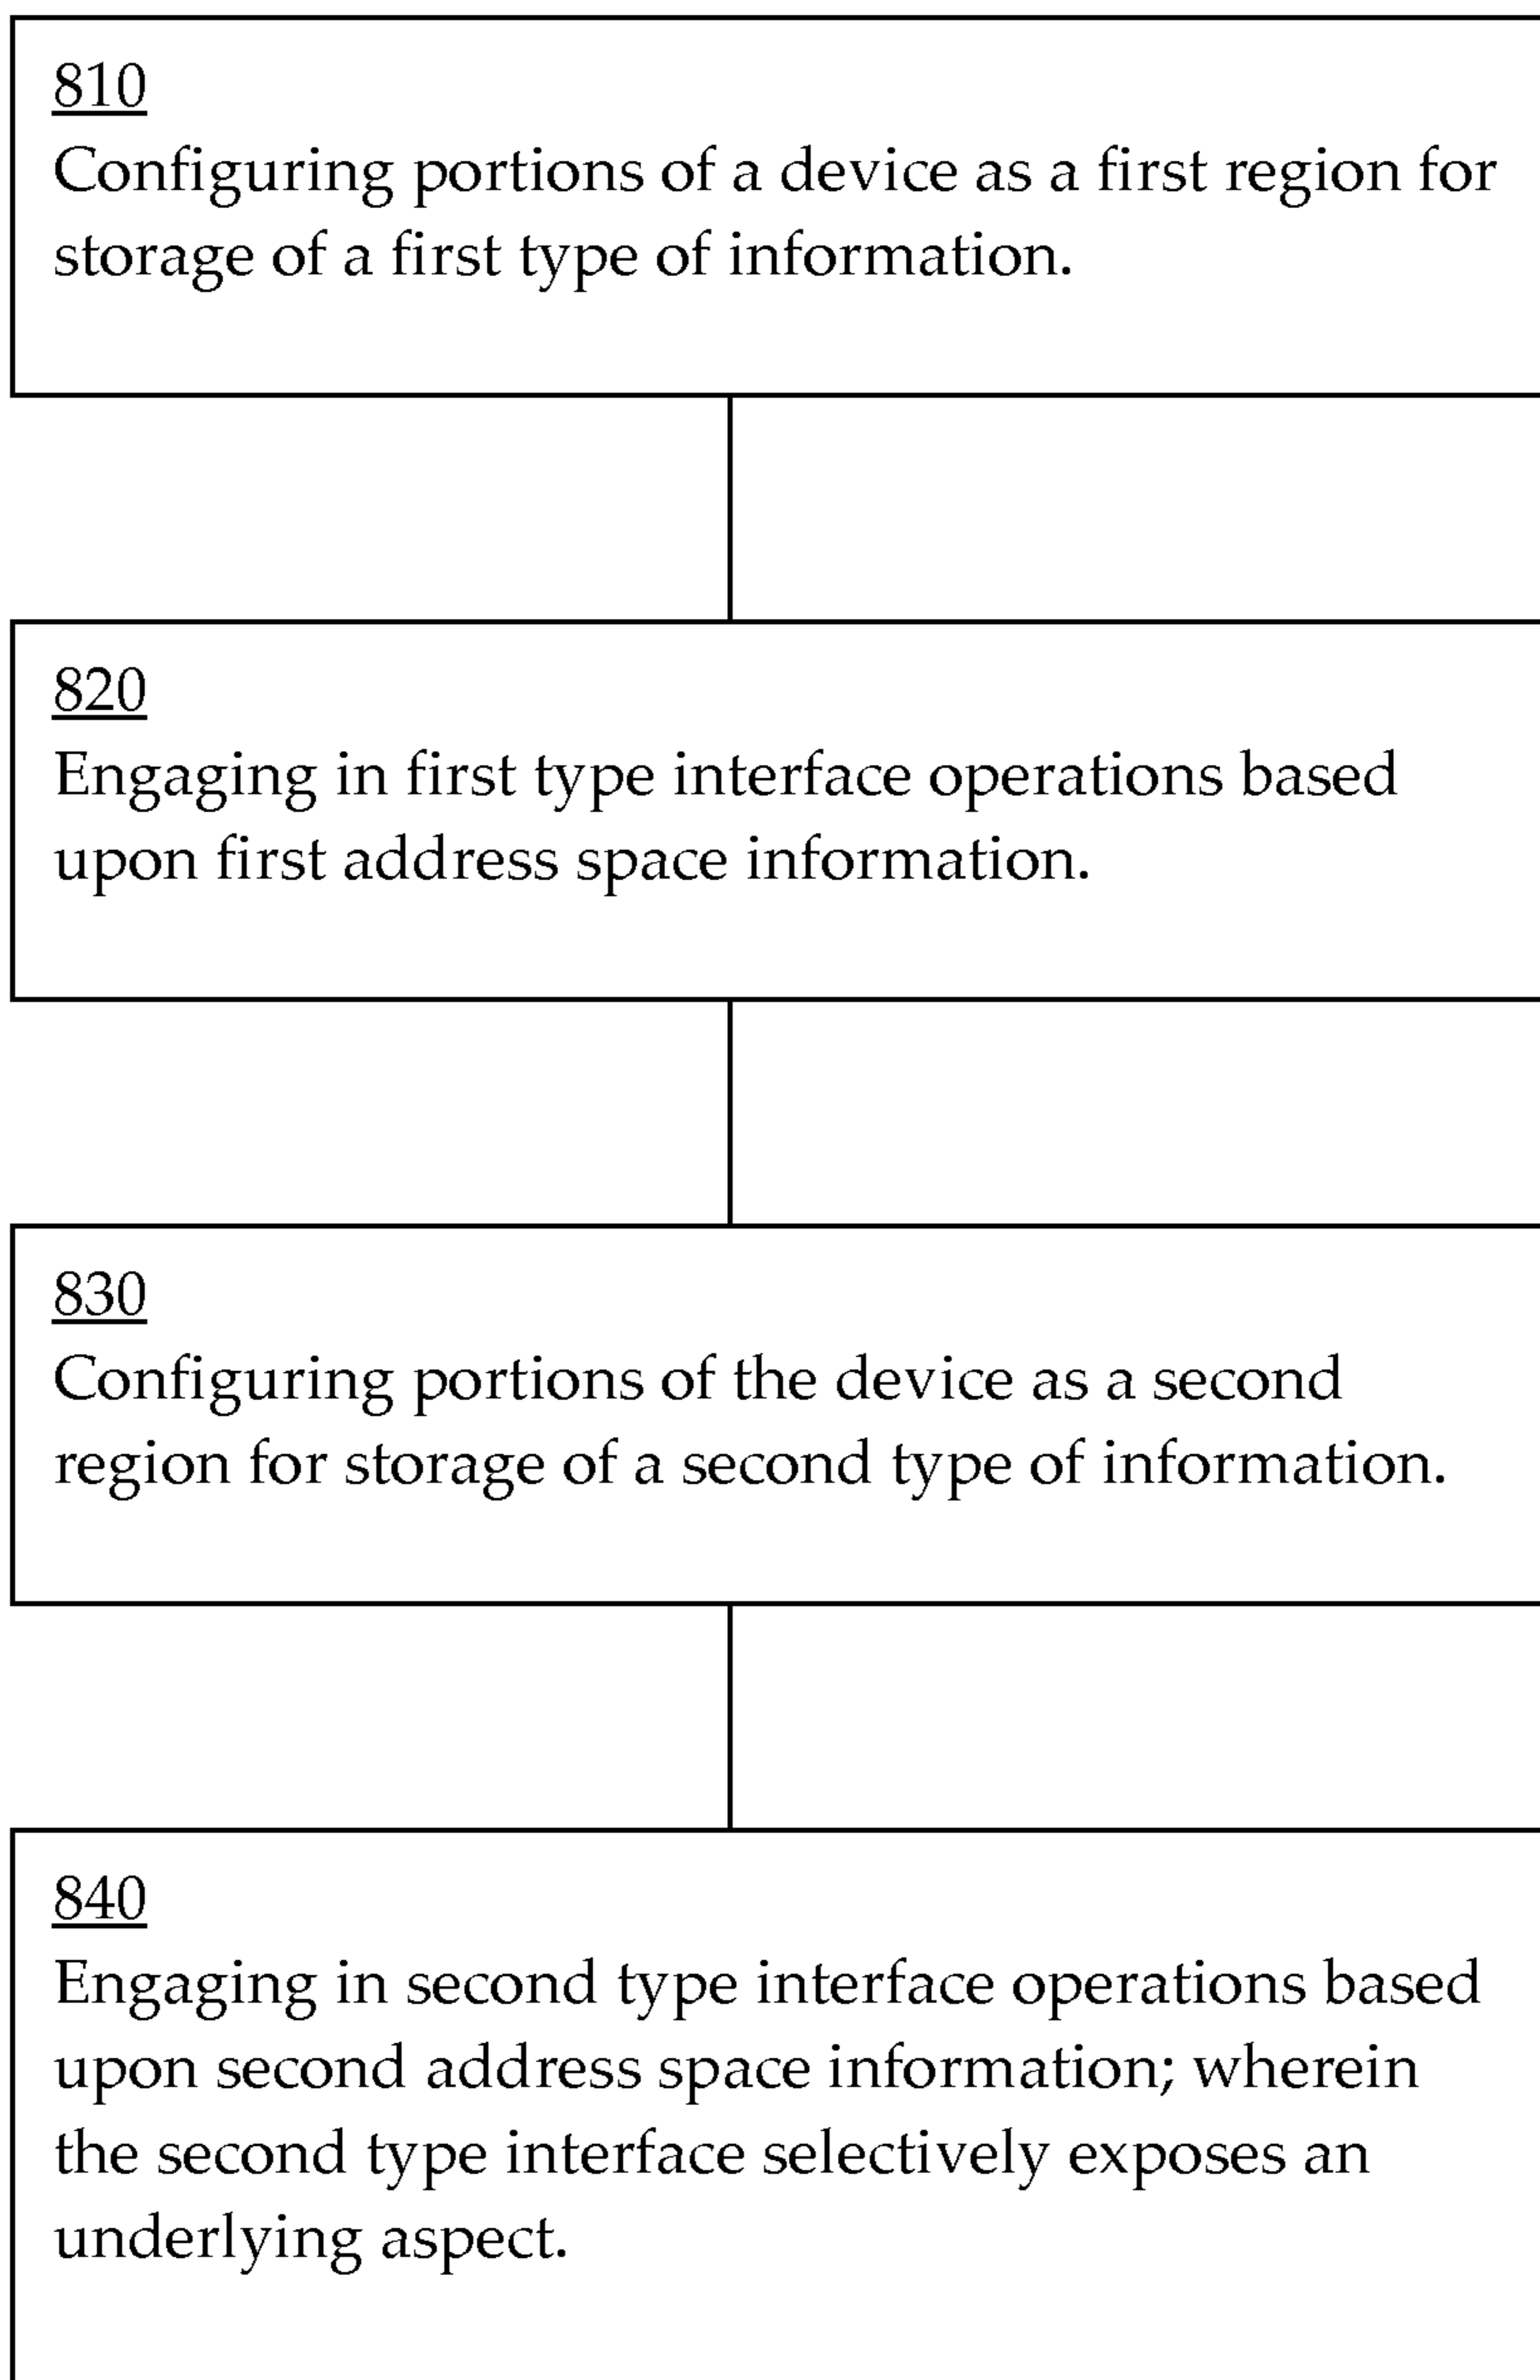 810
Configuring portions of a device as a first region for
storage of a first type of information.
820
Engaging in first type interface operations based
upon first address space information.
830
Configuring portions of the device as a second
region for storage of a second type of information.
840
Engaging in second type interface operations based
upon second address space information; wherein
the second type interface selectively exposes an
underlying aspect.